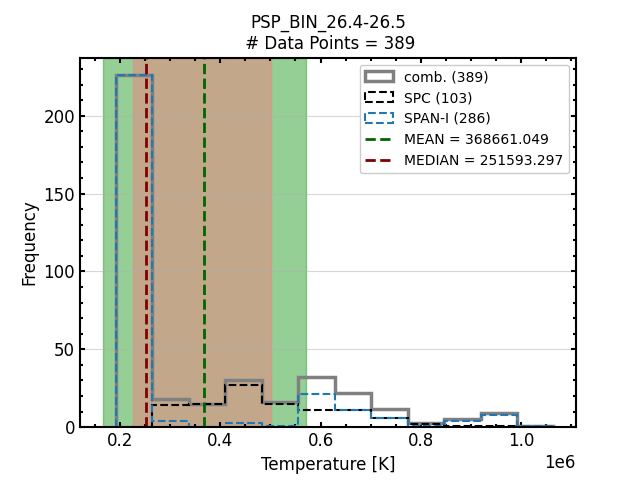 PSP_BIN_26.4-26.5
# Data Points = 389
comb. (389)
SPC (103)
SPAN-I (286)
MEAN = 368661.049
MEDIAN = 251593.297
Frequency
200
150
100
50
0
0.2 0.4 0.6 0.8 1.0
1e6
Temperature [K]